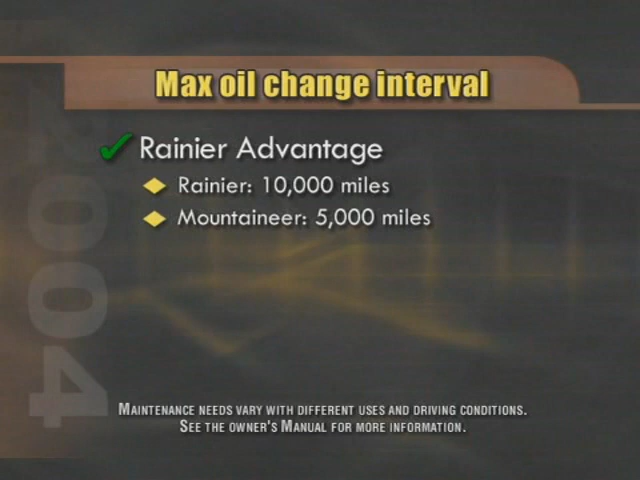 Max oil change interval
Rainier Advantage
Rainier: 10,000 miles
Mountaineer: 5,000 miles
2004
MAINTENANCE NEEDS VARY WITH DIFFERENT USES AND DRIVING CONDITIONS.
SEE THE OWNER'S MANUAL FOR MORE INFORMATION.